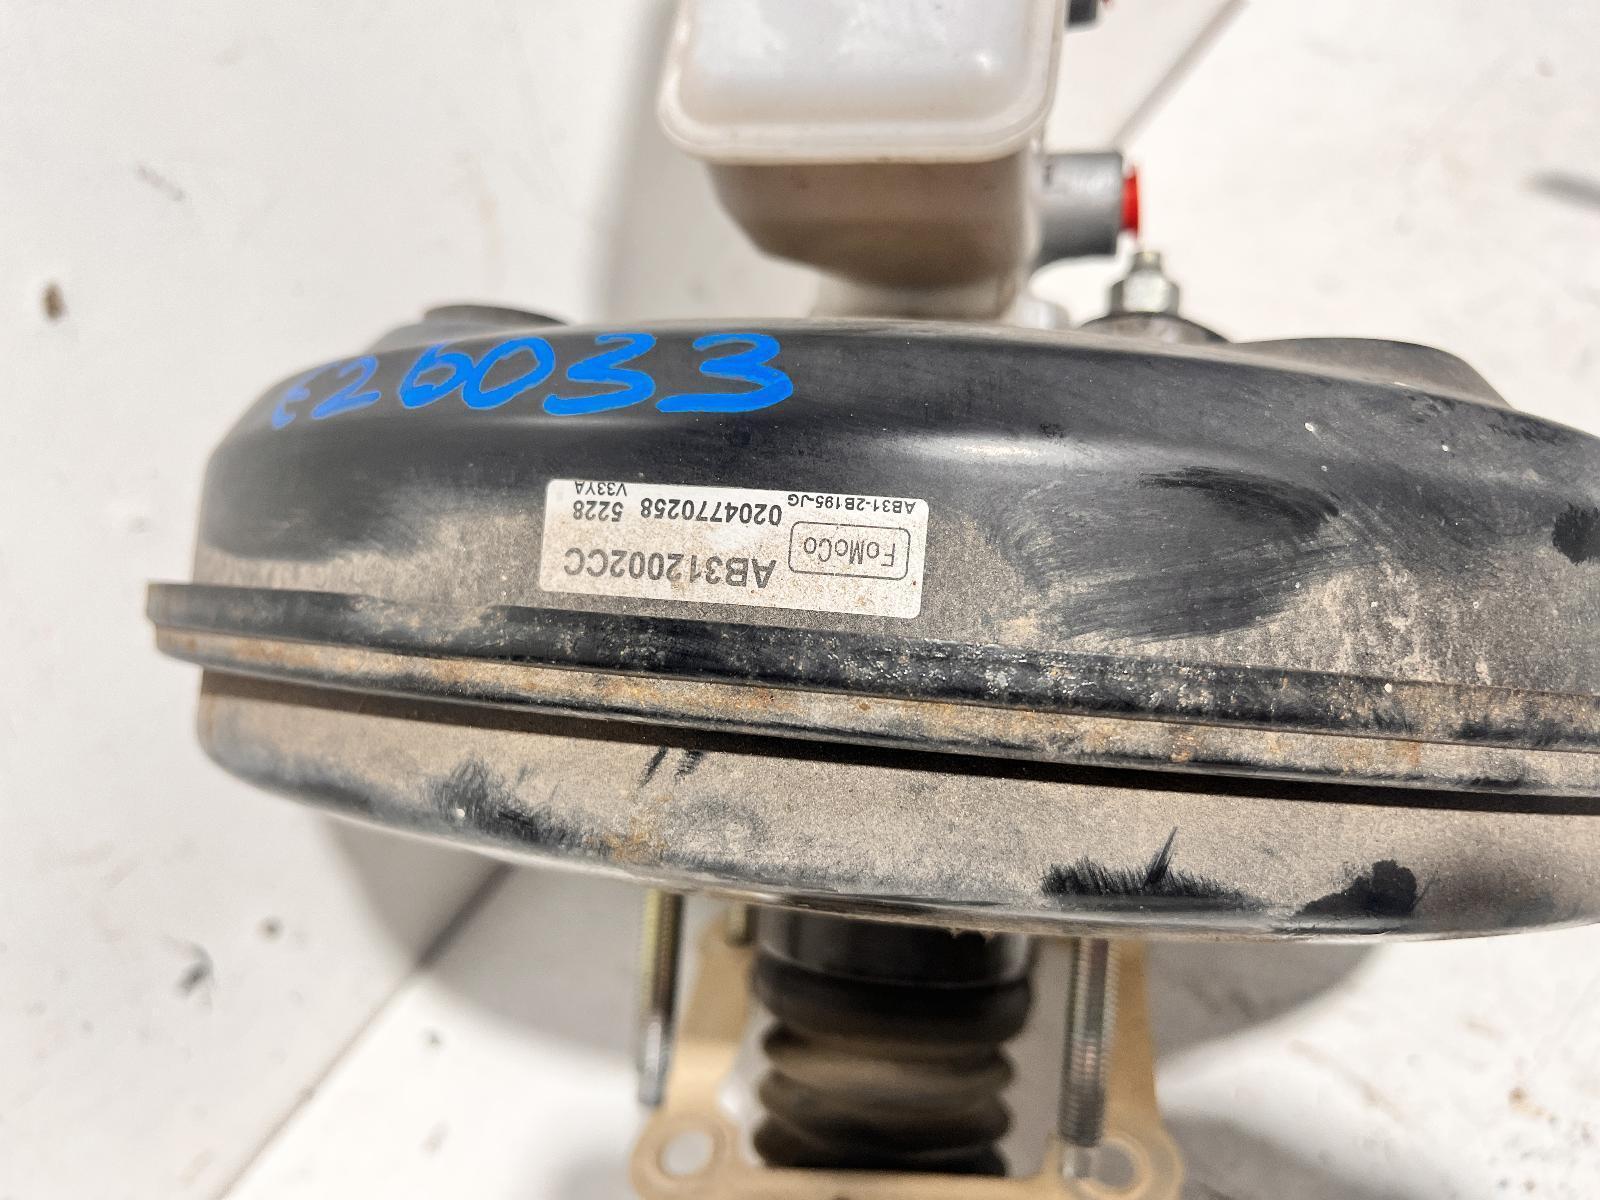 E26033
FoMoCo AB312002CC
0204770258 5228
AB31-2B195-JG V33YA